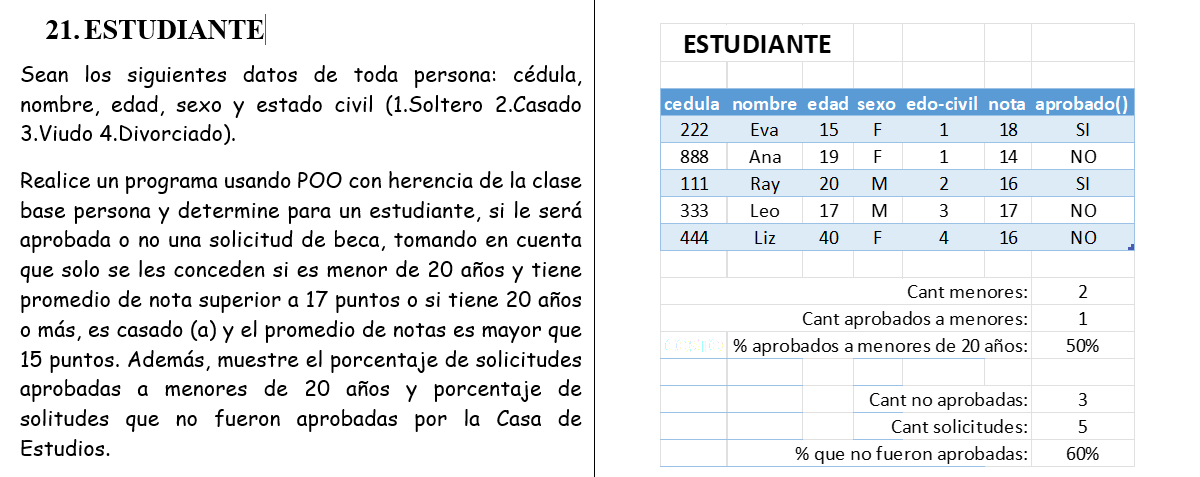 21. ESTUDIANTE
Sean los siguientes datos de toda persona: cédula,
nombre, edad, sexo y estado civil (1.Soltero 2.Casado
3.Viudo 4.Divorciado).
Realice un programa usando POO con herencia de la clase
base persona y determine para un estudiante, si le será
aprobada o no una solicitud de beca, tomando en cuenta
que solo se les conceden si es menor de 20 años y tiene
promedio de nota superior a 17 puntos o si tiene 20 años
o más, es casado (a) y el promedio de notas es mayor que
15 puntos. Además, muestre el porcentaje de solicitudes
aprobadas a menores de 20 años y porcentaje de
solitudes que no fueron aprobadas por la Casa de
Estudios.
ESTUDIANTE
cedula nombre edad sexo edo-civil nota aprobado()
222 Eva 15 F 1 18 SI
888 Ana 19 F 1 14 NO
111 Ray 20 M 2 16 SI
333 Leo 17 M 3 17 NO
444 Liz 40 F 4 16 NO
Cant menores: 2
Cant aprobados a menores: 1
% aprobados a menores de 20 años: 50%
Cant no aprobadas: 3
Cant solicitudes: 5
% que no fueron aprobadas: 60%